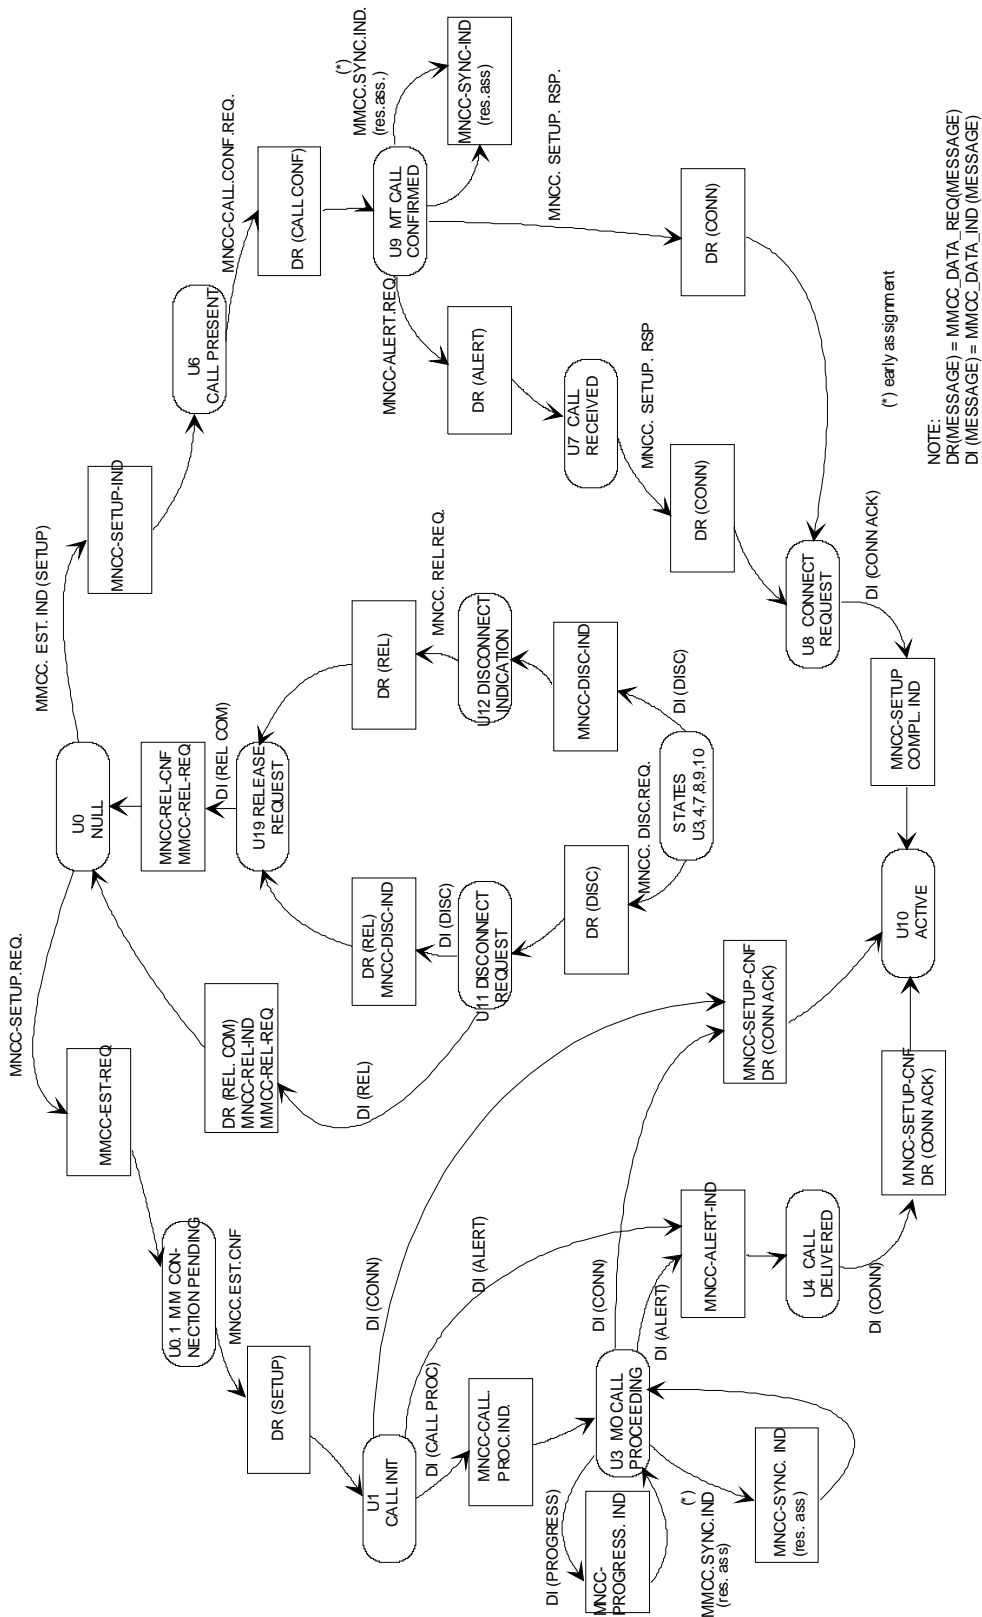 MNCC-SETUP.REQ.
MMCC. EST. IND (SETUP)
U0
NULL
MMCC-EST-REQ
MNCC-SETUP-IND
U0.1 MM CON-
NECTION PENDING
MNCC.EST.CNF
DR (REL. COM)
MNCC-REL-IND
MMCC-REL-REQ
MNCC-REL-CNF
MMCC-REL-REQ
DI (REL COM)
U6
CALL PRESENT
MNCC-CALL.CONF.REQ.
DR (SETUP)
U19 RELEASE
REQUEST
DR (CALL CONF)
U1
CALL INIT
DI (REL)
DR (REL)
MNCC-DISC-IND
DI (DISC)
DR (REL)
MNCC. REL REQ.
MNCC-ALERT.REQ.
U9 MT CALL
CONFIRMED
(*)
MMCC.SYNC.IND.
(res.ass.)
MNCC-SYNC-IND
(res.ass)
DI (CONN)
DI (CALL PROC)
DI (ALERT)
MNCC-CALL.
PROC.IND.
U11 DISCONNECT
REQUEST
U12 DISCONNECT
INDICATION
DR (ALERT)
MNCC. SETUP. RSP.
DI (PROGRESS)
MNCC-
PROGRESS. IND
U3 MO CALL
PROCEEDING
DI (CONN)
DI (ALERT)
DR (DISC)
MNCC-DISC-IND
MNCC. DISC.REQ.
DI (DISC)
U7 CALL
RECEIVED
MNCC. SETUP. RSP
STATES
U3,4,7,8,9,10
(*)
MMCC.SYNC.IND
(res. ass)
MNCC-ALERT-IND
MNCC-SETUP-CNF
DR (CONN ACK)
DR (CONN)
DR (CONN)
MNCC-SYNC. IND
(res. ass)
U4 CALL
DELIVERED
DI (CONN)
U8 CONNECT
REQUEST
DI (CONN ACK)
MNCC-SETUP-CNF
DR (CONN ACK)
U10
ACTIVE
MNCC-SETUP
COMPL. IND
(*) early assignment
NOTE:
DR(MESSAGE) = MMCC_DATA_REQ(MESSAGE)
DI (MESSAGE) = MMCC_DATA_IND (MESSAGE)